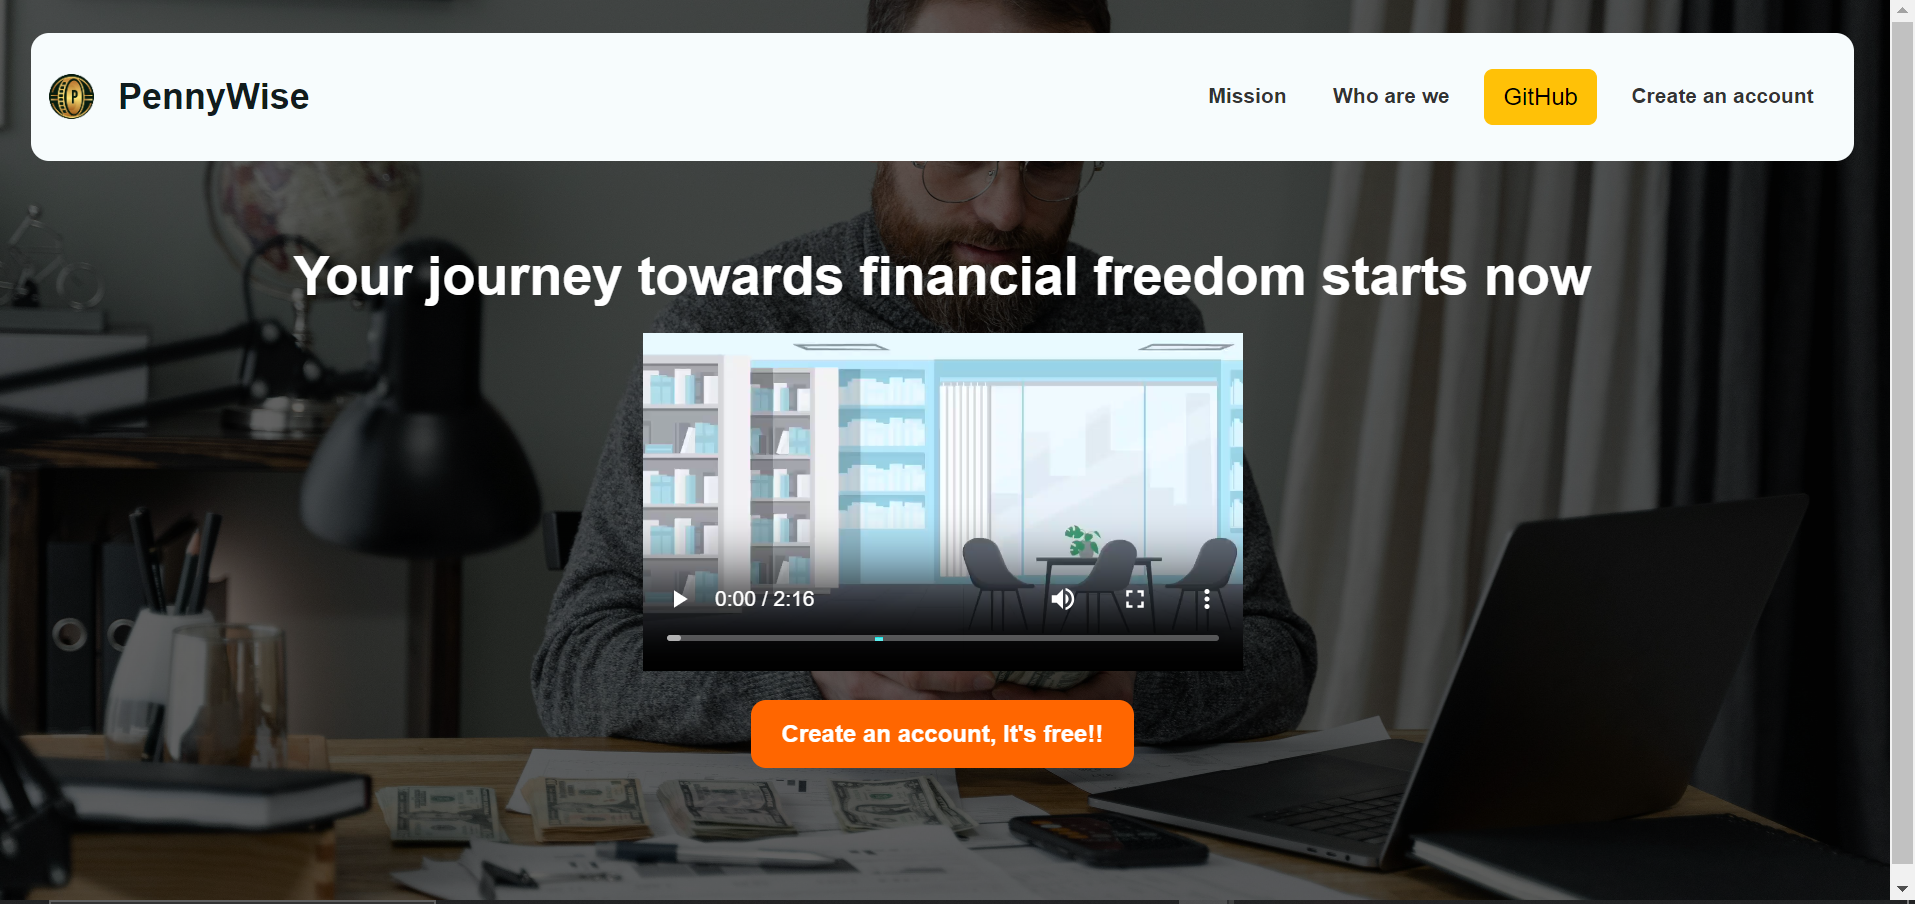 PennyWise
Mission
Who are we
GitHub
Create an account
Your journey towards financial freedom starts now
0:00 / 2:16
Create an account, It's free!!